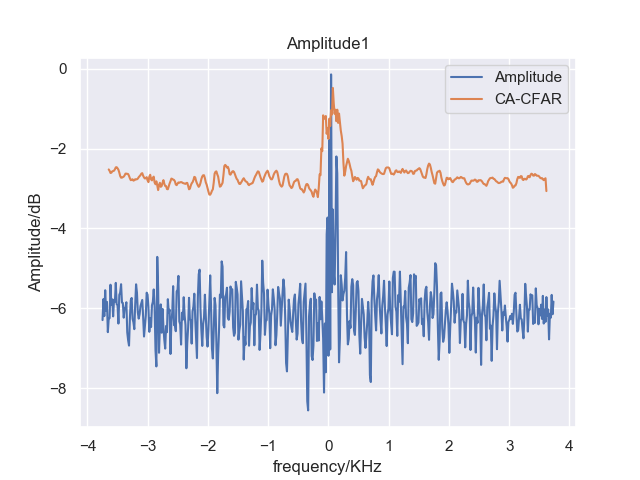 Amplitude1
Amplitude
CA-CFAR
Amplitude/dB
0
−2
−4
−6
−8
−4
−3
−2
−1
0
1
2
3
4
frequency/KHz